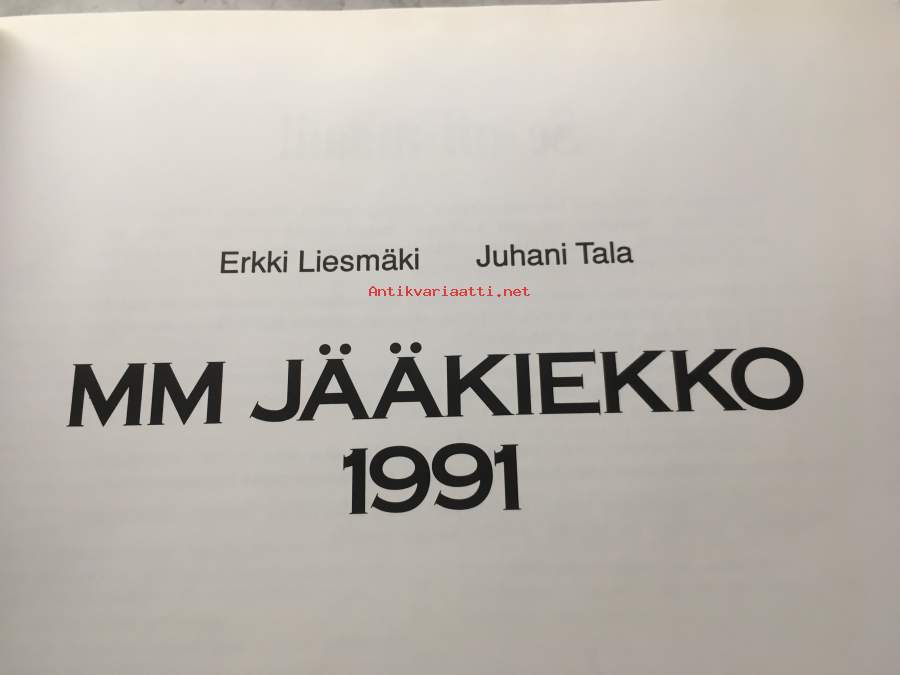 Erkki Liesmäki Juhani Tala
Antikvariaatti.net
MM JÄÄKIEKKO
1991